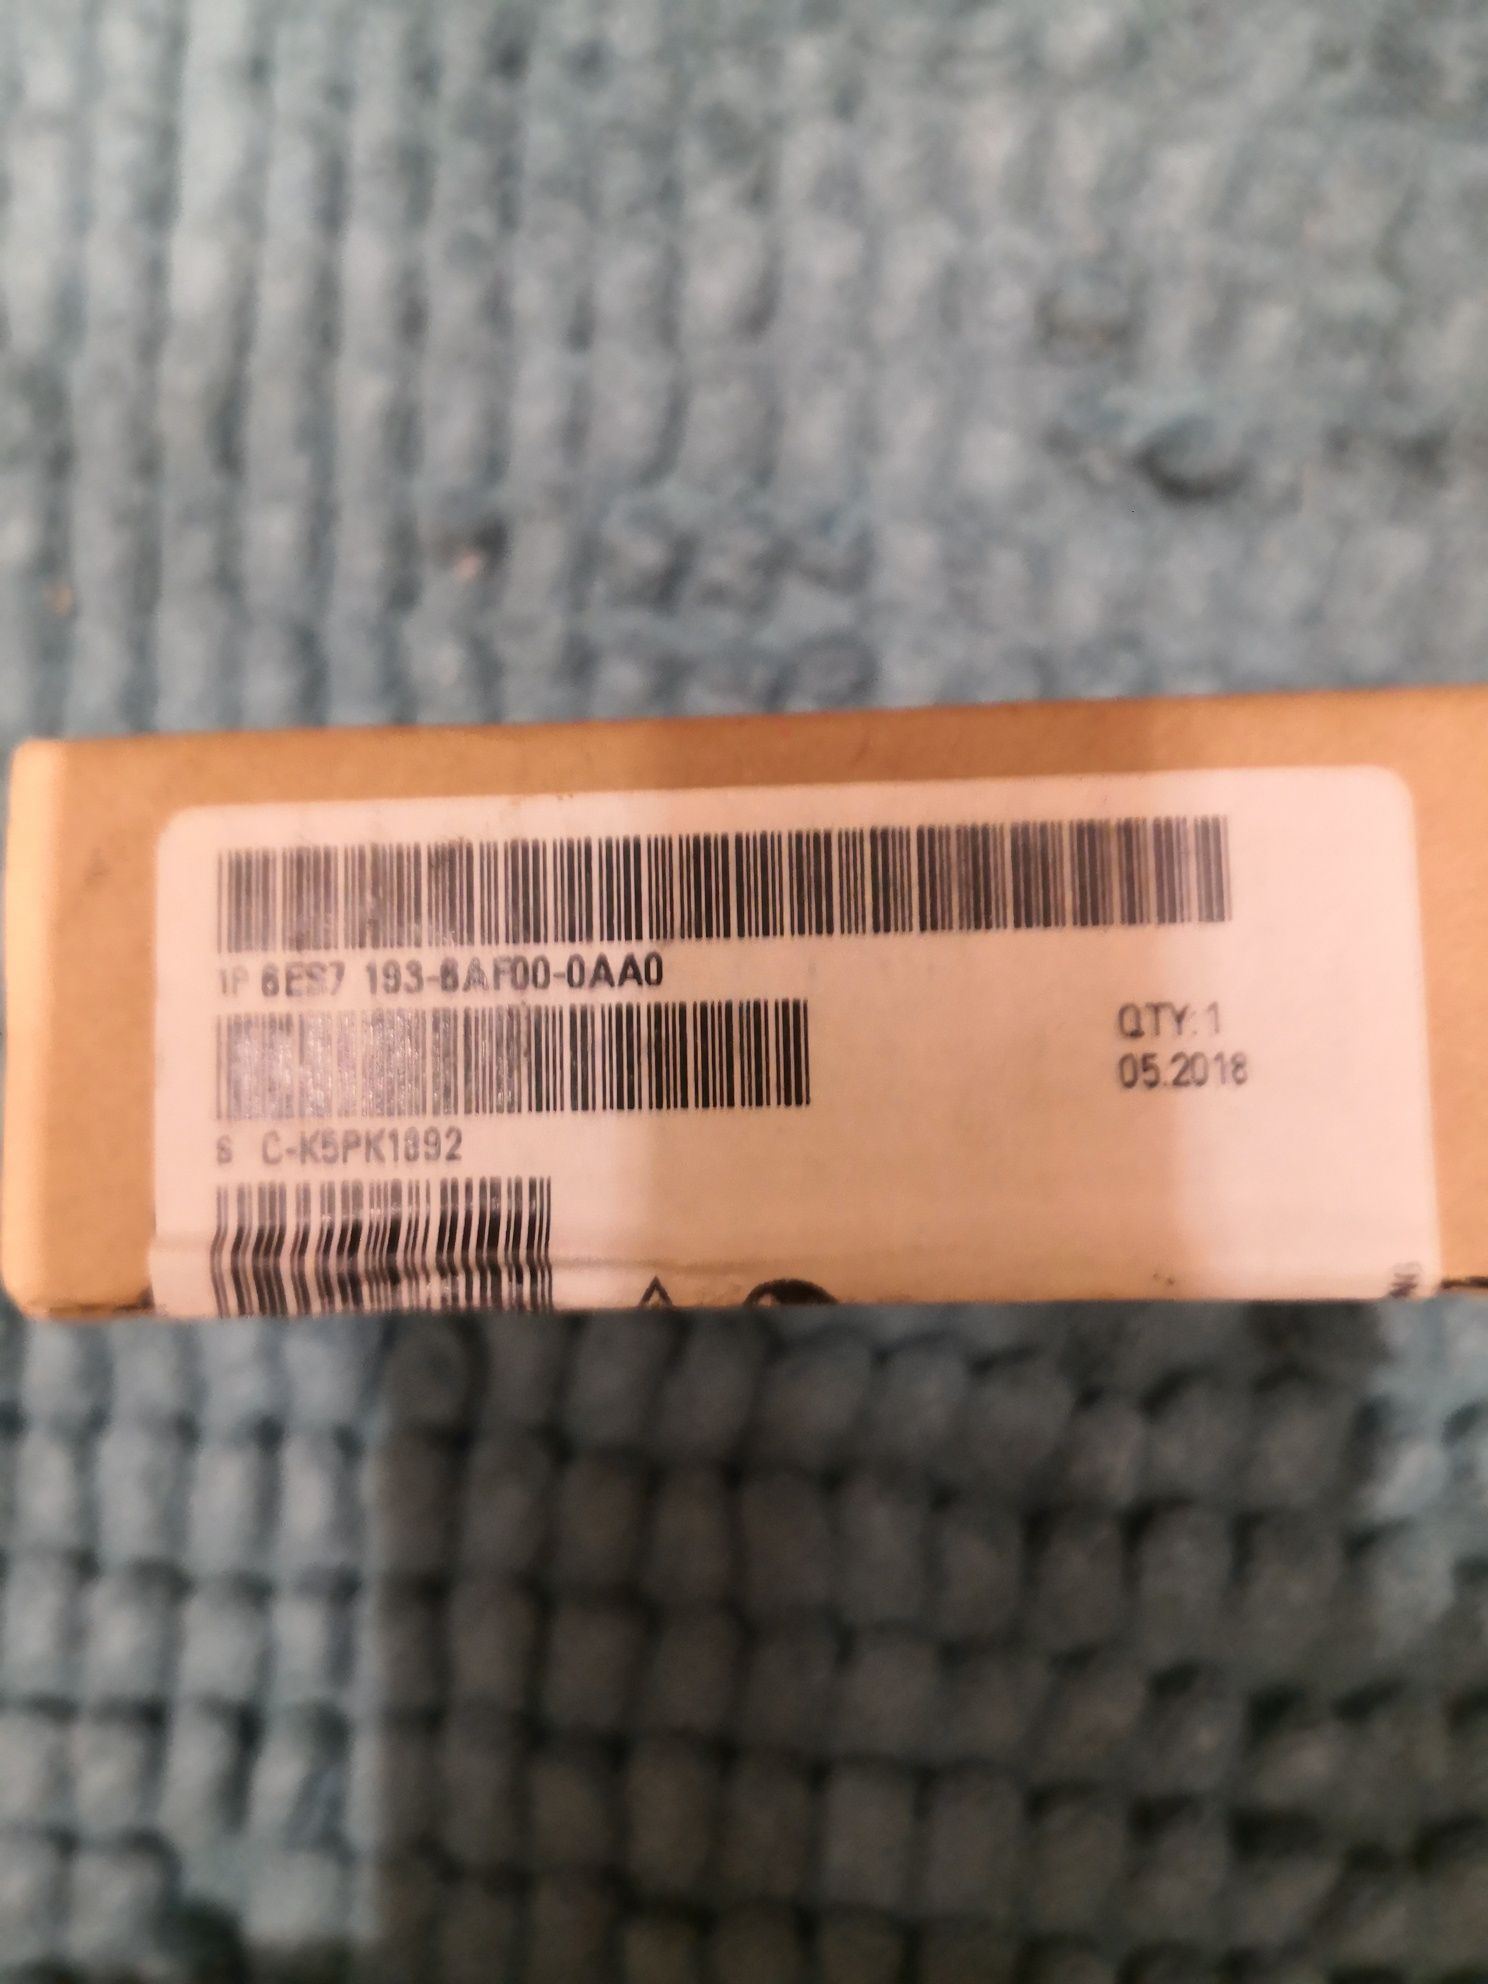 1P 6ES7 193-6AF00-0AA0
QTY:1
05.2018
S C-K5PK1892